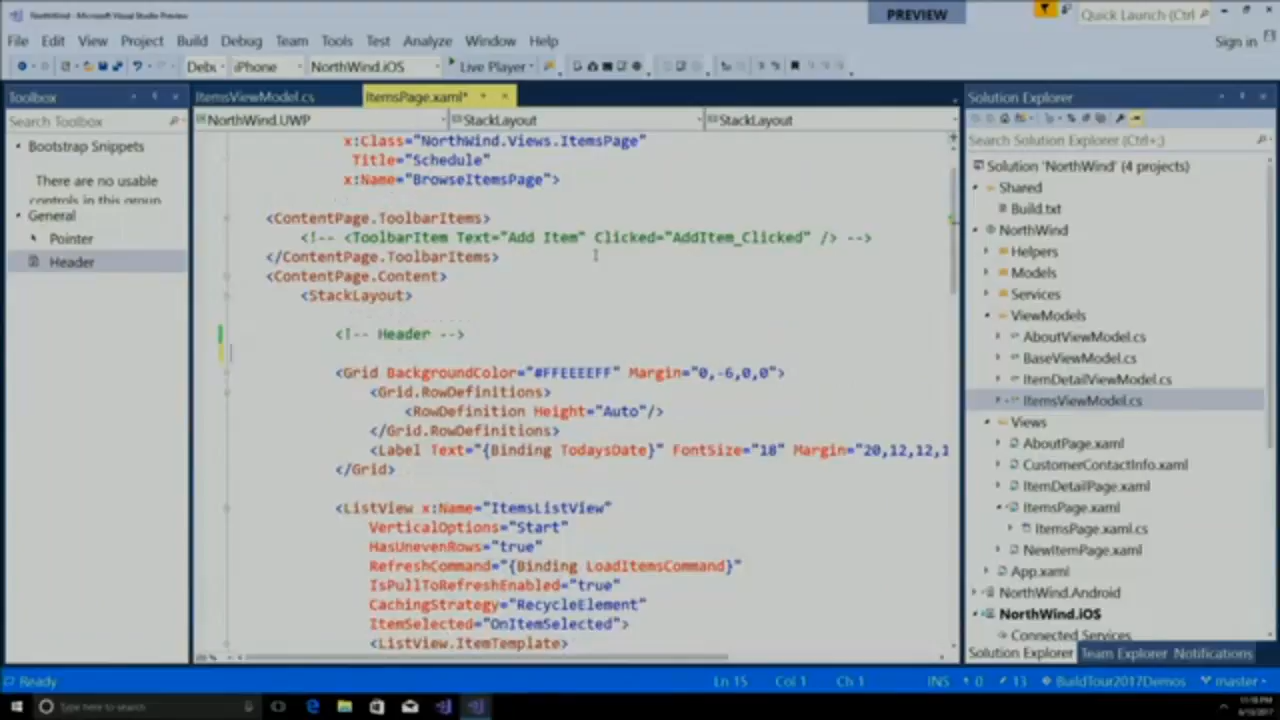 NorthWind - Microsoft Visual Studio Preview
PREVIEW
Quick Launch (Ctrl
File Edit View Project Build Debug Team Tools Test Analyze Window Help
Sign in
Debu iPhone NorthWind.iOS Live Player
Toolbox
Search Toolbox
Bootstrap Snippets
There are no usable
controls in this group
General
Pointer
Header
ItemsViewModel.cs ItemsPage.xaml*
NorthWind.UWP StackLayout StackLayout
x:Class="NorthWind.Views.ItemsPage"
Title="Schedule"
x:Name="BrowseItemsPage">
<ContentPage.ToolbarItems>
<!-- <ToolbarItem Text="Add Item" Clicked="AddItem_Clicked" /> -->
</ContentPage.ToolbarItems>
<ContentPage.Content>
<StackLayout>
<!-- Header -->
<Grid BackgroundColor="#FFEEEEFF" Margin="0,-6,0,0">
<Grid.RowDefinitions>
<RowDefinition Height="Auto"/>
</Grid.RowDefinitions>
<Label Text="{Binding TodaysDate}" FontSize="18" Margin="20,12,12,1
</Grid>
<ListView x:Name="ItemsListView"
VerticalOptions="Start"
HasUnevenRows="true"
RefreshCommand="{Binding LoadItemsCommand}"
IsPullToRefreshEnabled="true"
CachingStrategy="RecycleElement"
ItemSelected="OnItemSelected">
<ListView.ItemTemplate>
Solution Explorer
Search Solution Explorer (Ctrl+;)
Solution 'NorthWind' (4 projects)
Shared
Build.txt
NorthWind
Helpers
Models
Services
ViewModels
AboutViewModel.cs
BaseViewModel.cs
ItemDetailViewModel.cs
ItemsViewModel.cs
Views
AboutPage.xaml
CustomerContactInfo.xaml
ItemDetailPage.xaml
ItemsPage.xaml
ItemsPage.xaml.cs
NewItemPage.xaml
App.xaml
NorthWind.Android
NorthWind.iOS
Connected Services
Solution Explorer Team Explorer Notifications
Ready Ln 15 Col 1 Ch 1 INS 0 13 BuildTour2017Demos master
Type here to search